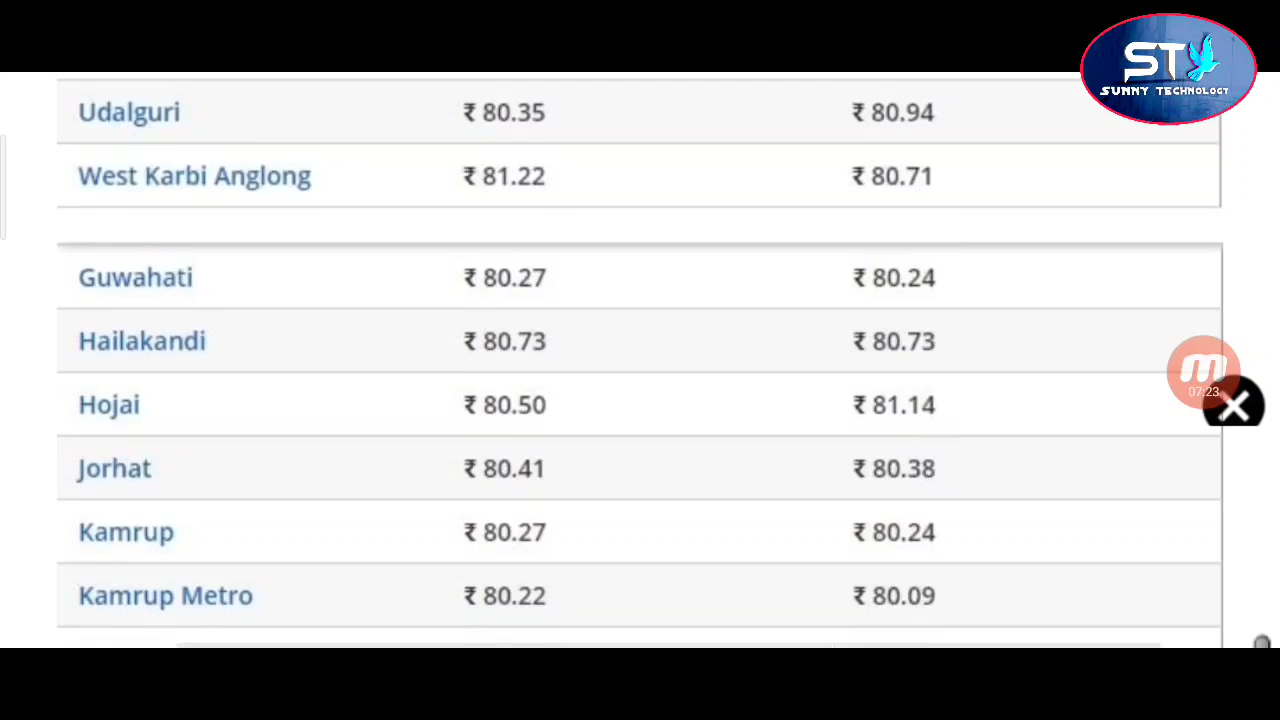 ST
SUNNY TECHNOLOGY
Udalguri ₹ 80.35 ₹ 80.94
West Karbi Anglong ₹ 81.22 ₹ 80.71
Guwahati ₹ 80.27 ₹ 80.24
Hailakandi ₹ 80.73 ₹ 80.73
Hojai ₹ 80.50 ₹ 81.14
Jorhat ₹ 80.41 ₹ 80.38
Kamrup ₹ 80.27 ₹ 80.24
Kamrup Metro ₹ 80.22 ₹ 80.09
07:23